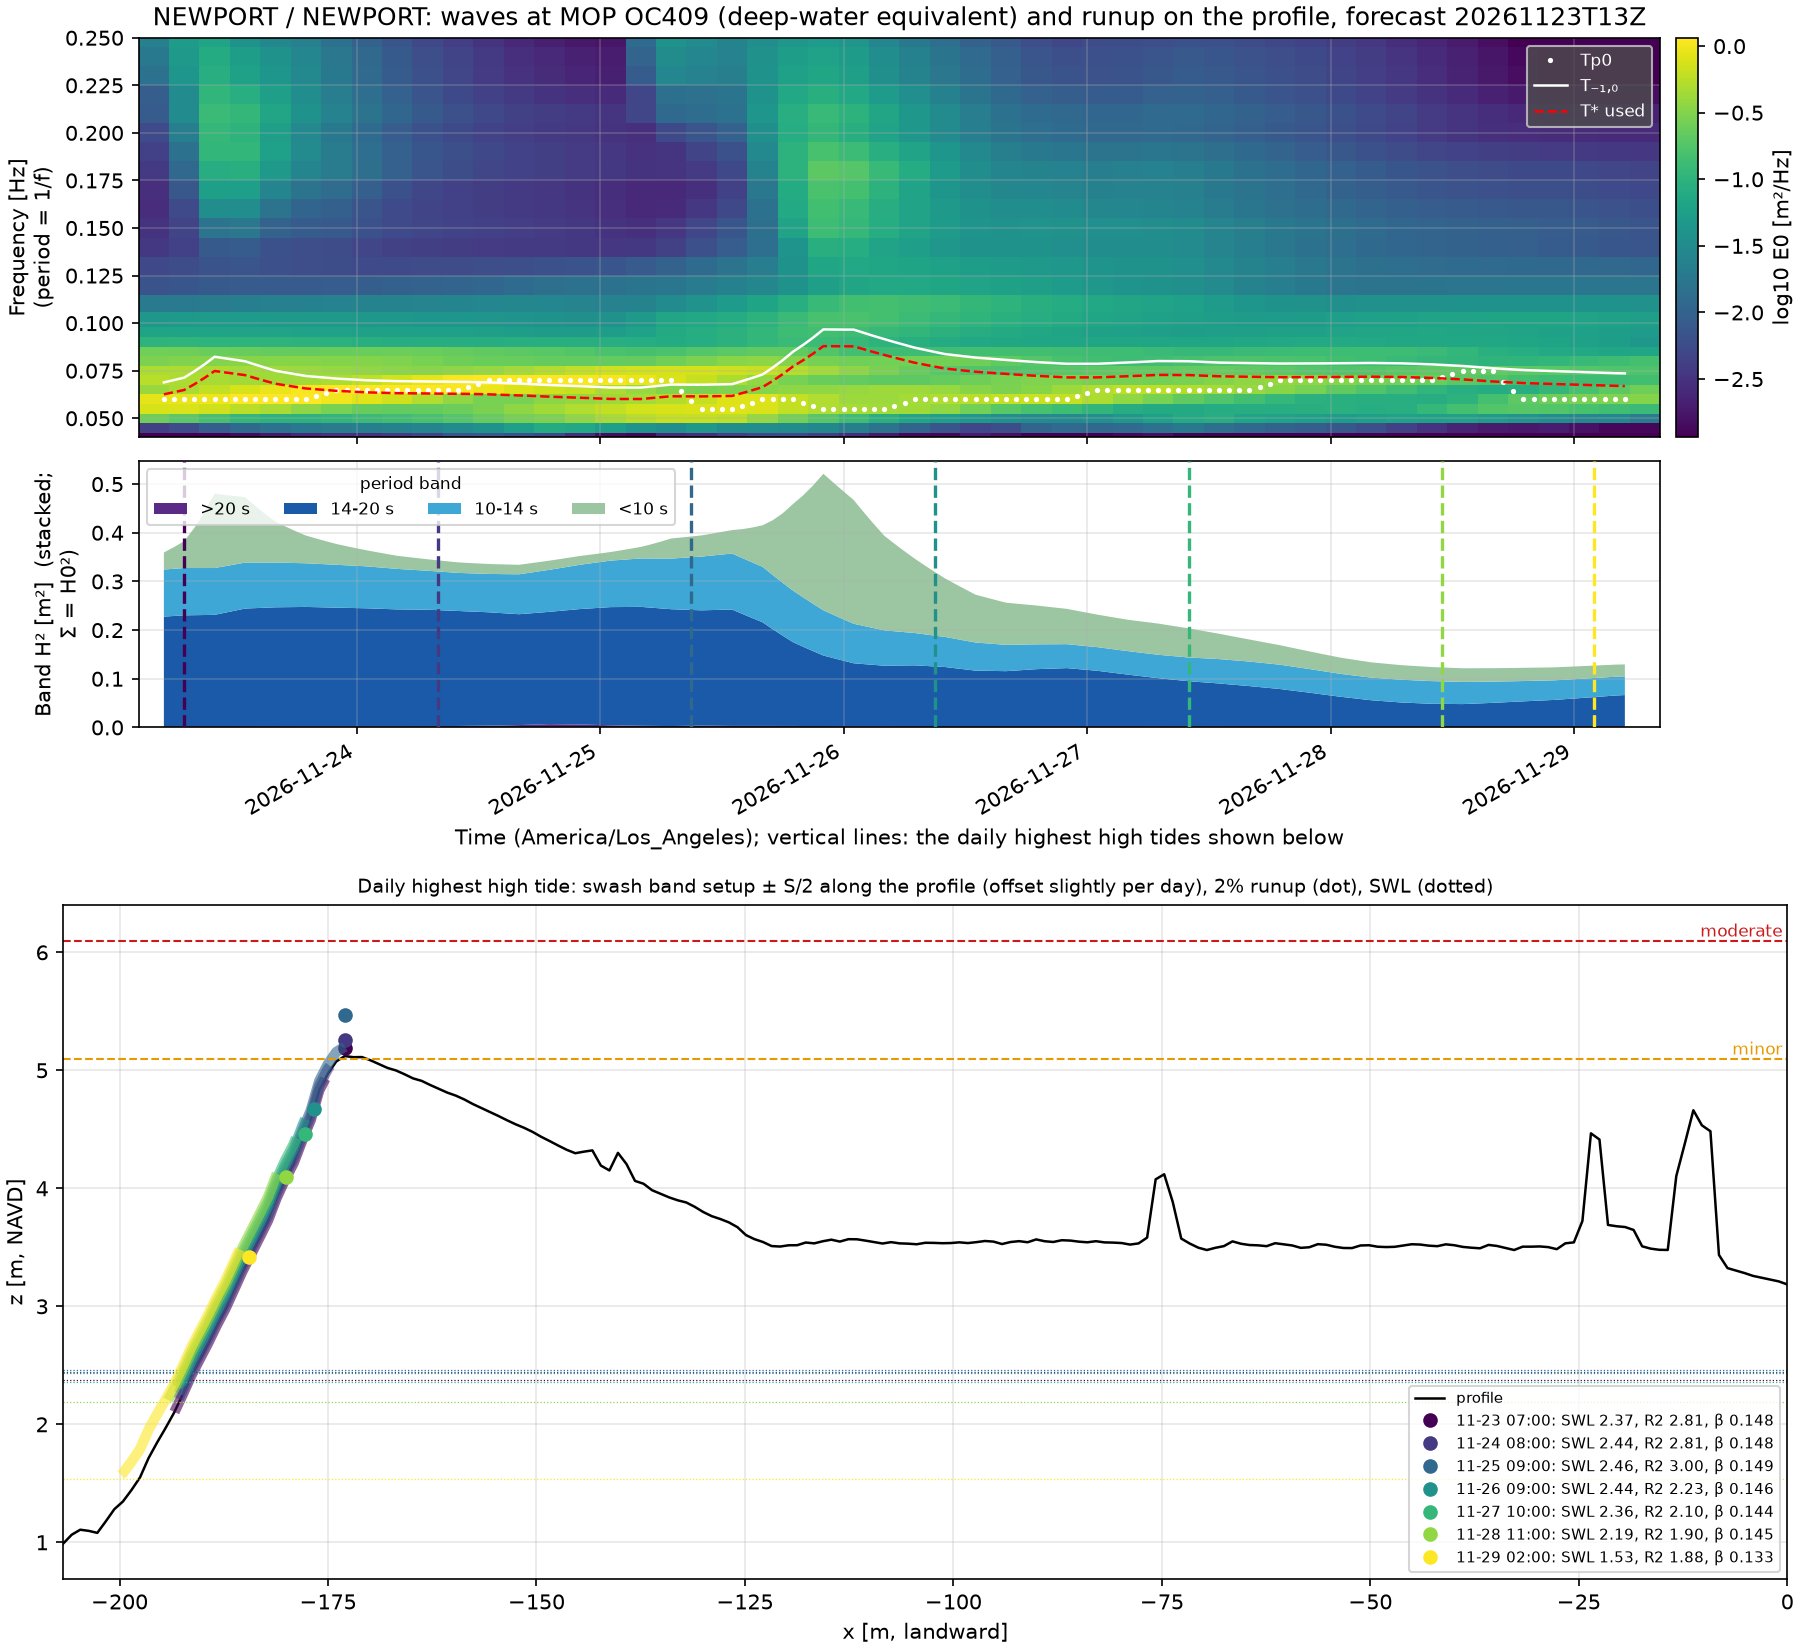 NEWPORT / NEWPORT: waves at MOP OC409 (deep-water equivalent) and runup on the profile, forecast 20261123T13Z
Frequency [Hz]
(period = 1/f)
0.250
0.225
0.200
0.175
0.150
0.125
0.100
0.075
0.050
Tp0
T₋₁,₀
T* used
0.0
−0.5
−1.0
−1.5
−2.0
−2.5
log10 E0 [m²/Hz]
Band H² [m²]  (stacked;
Σ = H0²)
0.5
0.4
0.3
0.2
0.1
0.0
period band
>20 s
14-20 s
10-14 s
<10 s
2026-11-24
2026-11-25
2026-11-26
2026-11-27
2026-11-28
2026-11-29
Time (America/Los_Angeles); vertical lines: the daily highest high tides shown below
Daily highest high tide: swash band setup ± S/2 along the profile (offset slightly per day), 2% runup (dot), SWL (dotted)
z [m, NAVD]
6
5
4
3
2
1
moderate
minor
profile
11-23 07:00: SWL 2.37, R2 2.81, β 0.148
11-24 08:00: SWL 2.44, R2 2.81, β 0.148
11-25 09:00: SWL 2.46, R2 3.00, β 0.149
11-26 09:00: SWL 2.44, R2 2.23, β 0.146
11-27 10:00: SWL 2.36, R2 2.10, β 0.144
11-28 11:00: SWL 2.19, R2 1.90, β 0.145
11-29 02:00: SWL 1.53, R2 1.88, β 0.133
−200
−175
−150
−125
−100
−75
−50
−25
0
x [m, landward]